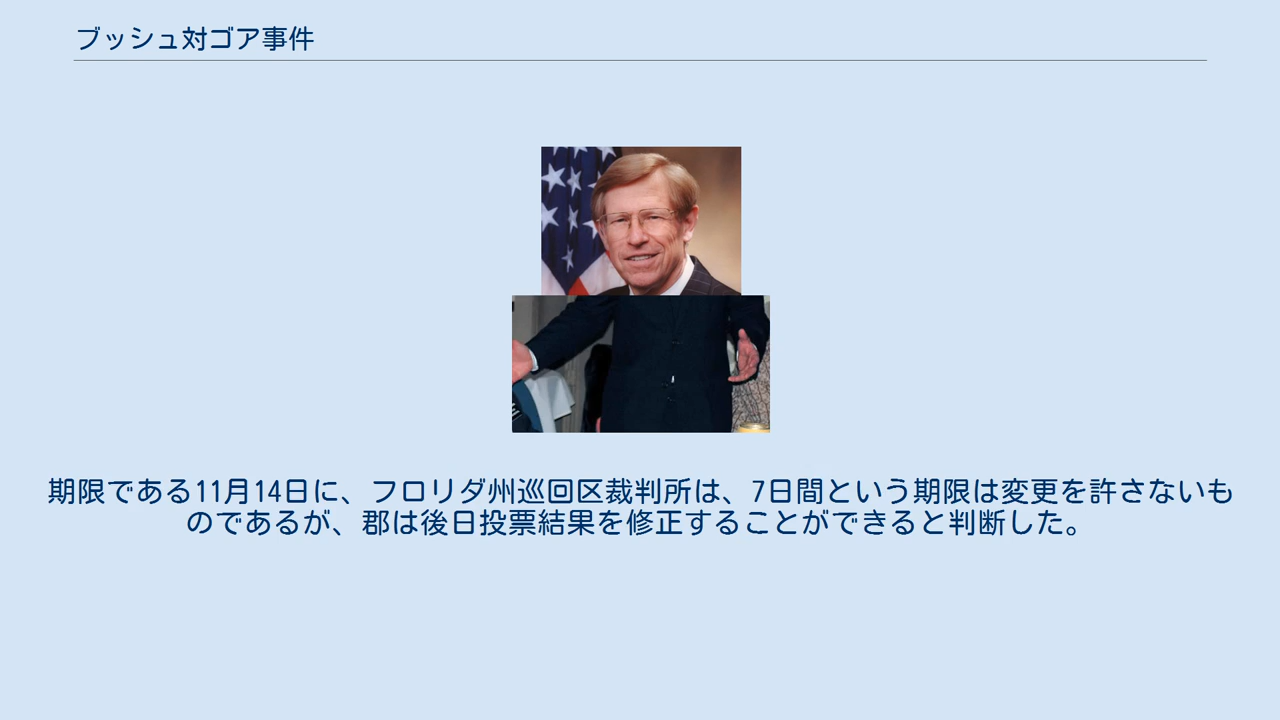 ブッシュ対ゴア事件
期限である11月14日に、フロリダ州巡回区裁判所は、7日間という期限は変更を許さないも
のであるが、郡は後日投票結果を修正することができると判断した。